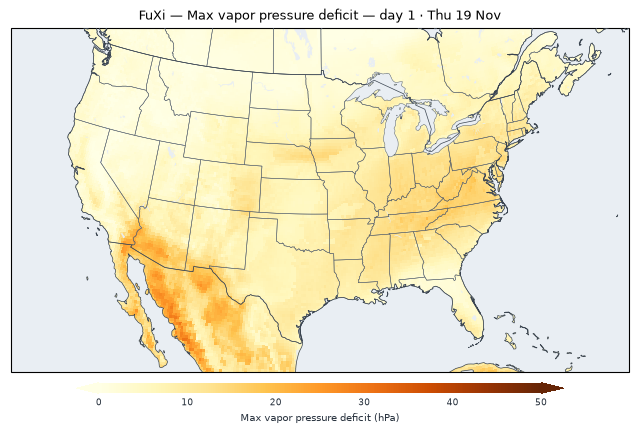 FuXi — Max vapor pressure deficit — day 1 · Thu 19 Nov
0 10 20 30 40 50
Max vapor pressure deficit (hPa)